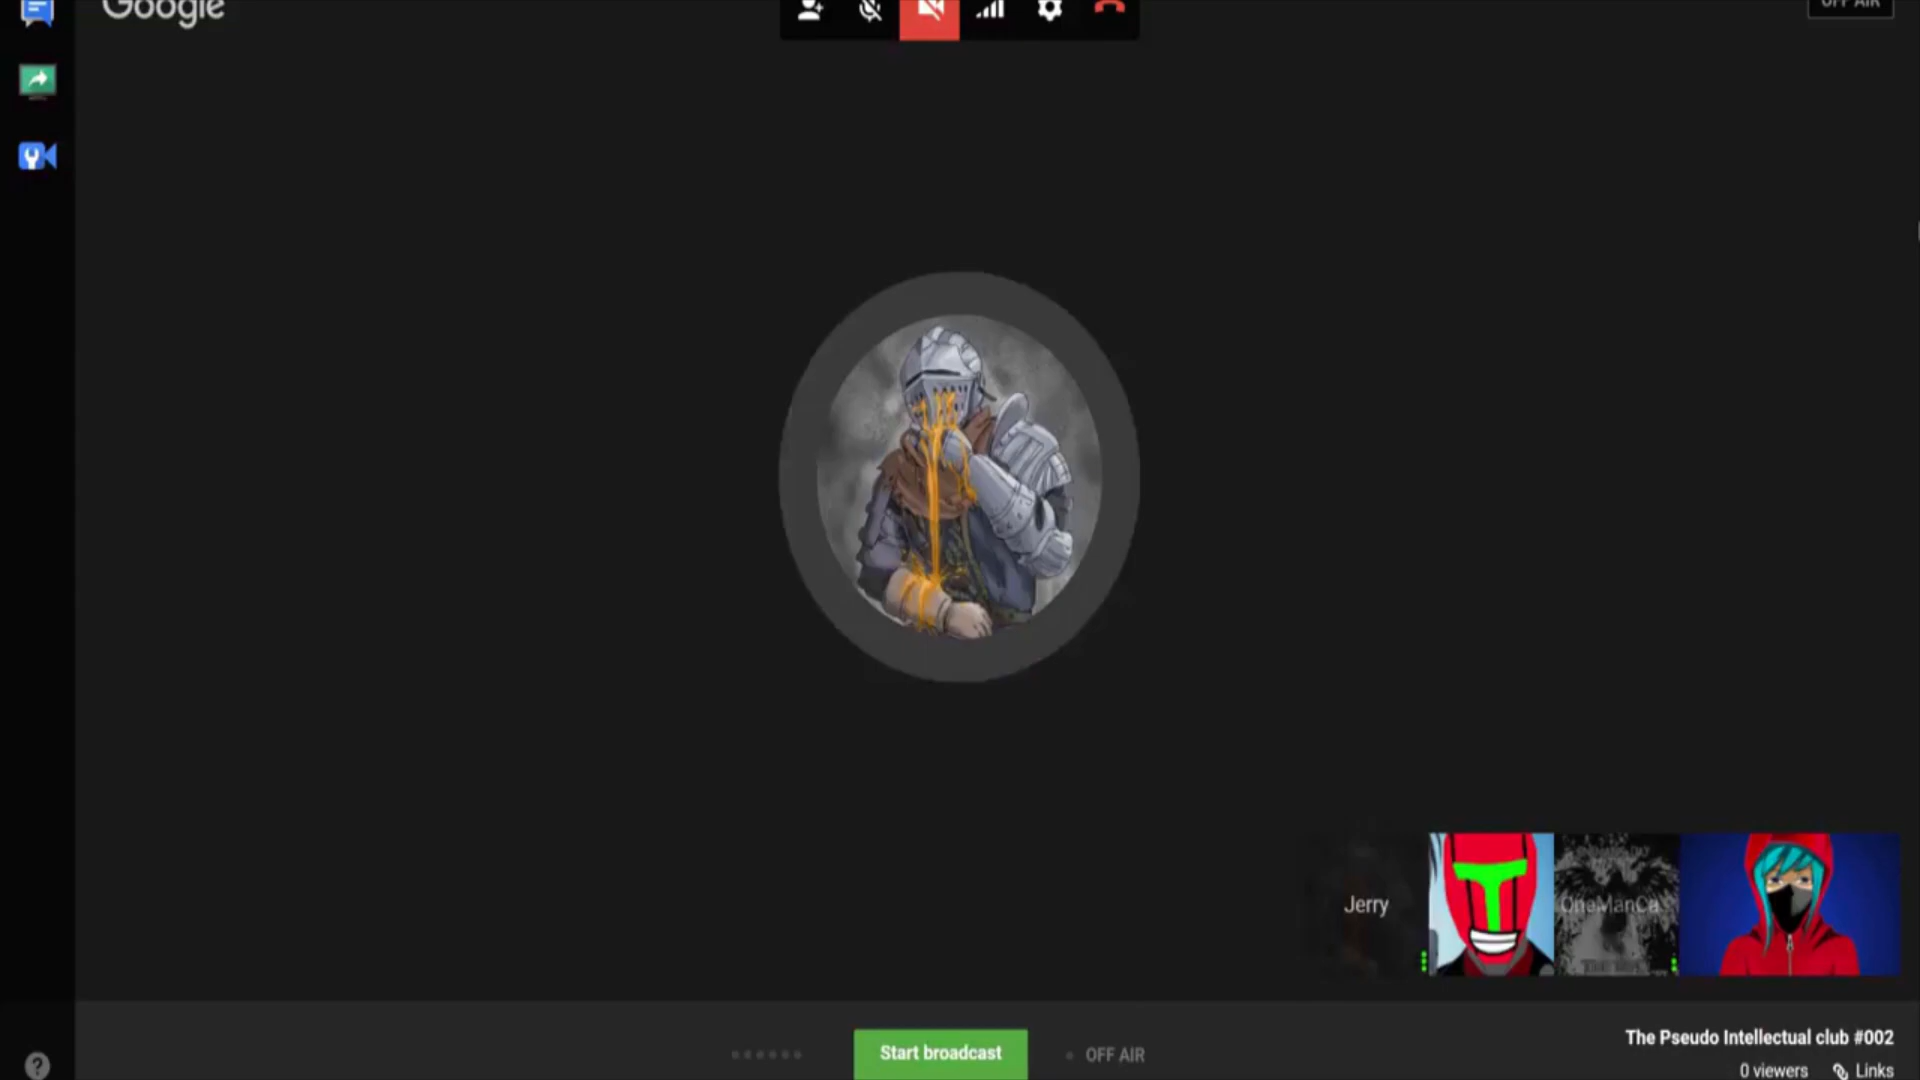 Google
OFF AIR
Jerry
OneManCa...
Start broadcast
OFF AIR
The Pseudo Intellectual club #002
0 viewers
Links